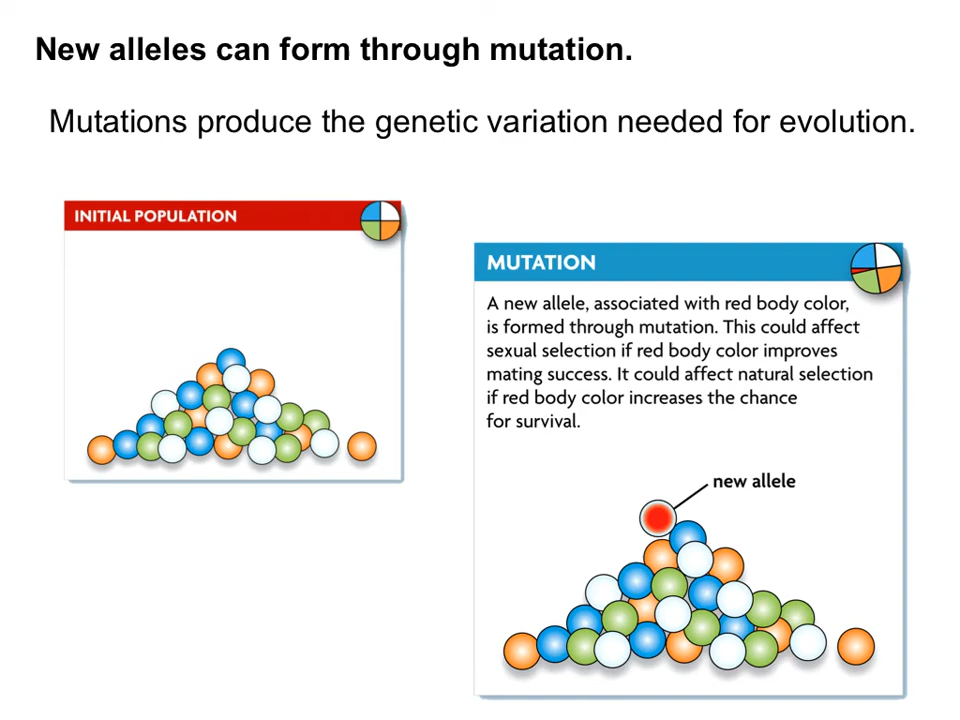 New alleles can form through mutation.
Mutations produce the genetic variation needed for evolution.
INITIAL POPULATION
MUTATION
A new allele, associated with red body color,
is formed through mutation. This could affect
sexual selection if red body color improves
mating success. It could affect natural selection
if red body color increases the chance
for survival.
new allele